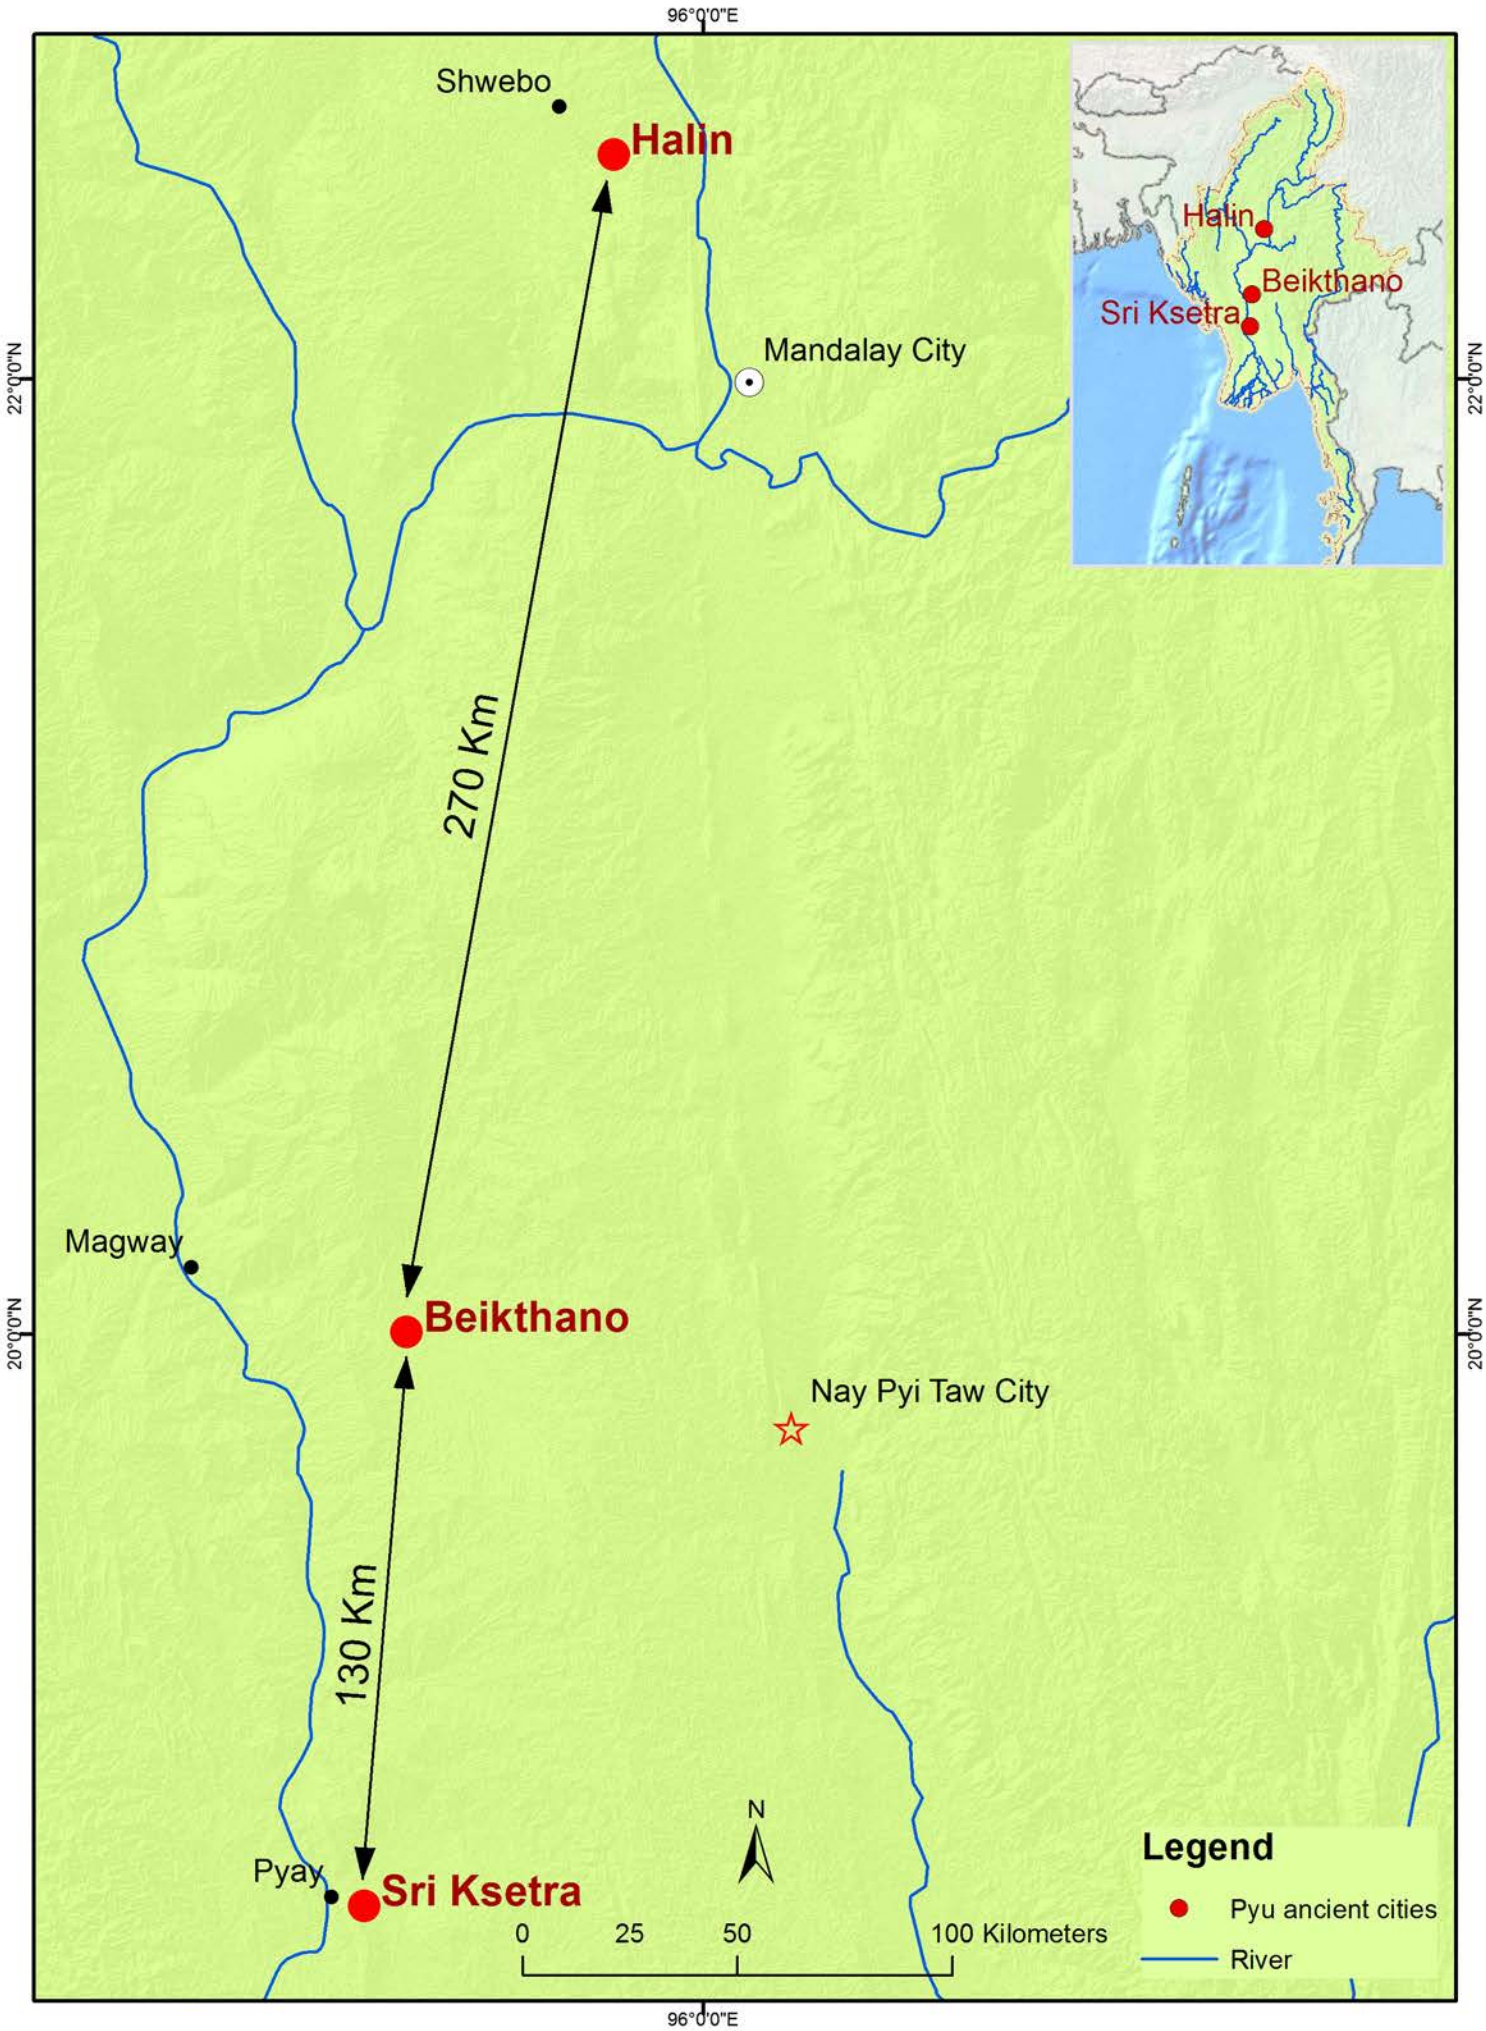 96°0'0"E
Shwebo
Halin
Halin
Beikthano
Sri Ksetra
Mandalay City
22°0'0"N
22°0'0"N
270 Km
Magway
Beikthano
20°0'0"N
20°0'0"N
Nay Pyi Taw City
130 Km
N
Pyay
Sri Ksetra
0 25 50 100 Kilometers
Legend
Pyu ancient cities
River
96°0'0"E